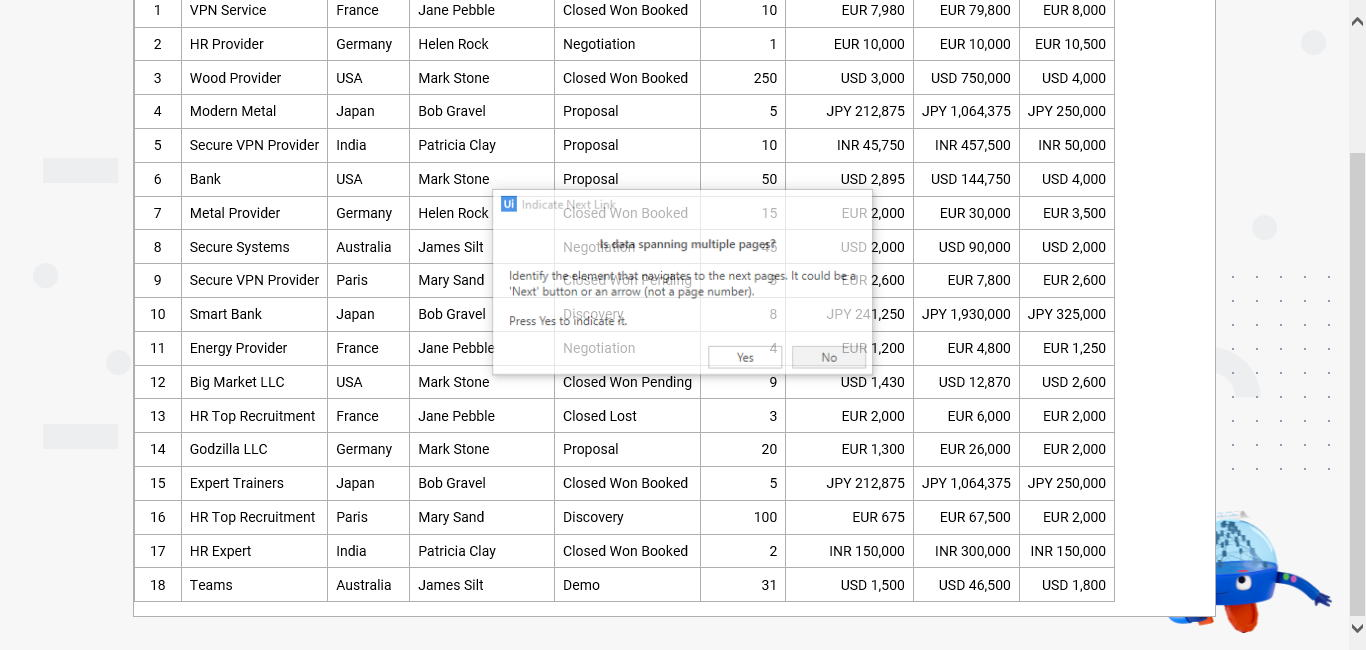 1 VPN Service France Jane Pebble Closed Won Booked 10 EUR 7,980 EUR 79,800 EUR 8,000
2 HR Provider Germany Helen Rock Negotiation 1 EUR 10,000 EUR 10,000 EUR 10,500
3 Wood Provider USA Mark Stone Closed Won Booked 250 USD 3,000 USD 750,000 USD 4,000
4 Modern Metal Japan Bob Gravel Proposal 5 JPY 212,875 JPY 1,064,375 JPY 250,000
5 Secure VPN Provider India Patricia Clay Proposal 10 INR 45,750 INR 457,500 INR 50,000
6 Bank USA Mark Stone Proposal 50 USD 2,895 USD 144,750 USD 4,000
7 Metal Provider Germany Helen Rock Closed Won Booked 15 EUR 2,000 EUR 30,000 EUR 3,500
8 Secure Systems Australia James Silt Negotiation 45 USD 2,000 USD 90,000 USD 2,000
9 Secure VPN Provider Paris Mary Sand Closed Won Pending EUR 2,600 EUR 7,800 EUR 2,600
10 Smart Bank Japan Bob Gravel Discovery 8 JPY 241,250 JPY 1,930,000 JPY 325,000
11 Energy Provider France Jane Pebble Negotiation 4 EUR 1,200 EUR 4,800 EUR 1,250
12 Big Market LLC USA Mark Stone Closed Won Pending 9 USD 1,430 USD 12,870 USD 2,600
13 HR Top Recruitment France Jane Pebble Closed Lost 3 EUR 2,000 EUR 6,000 EUR 2,000
14 Godzilla LLC Germany Mark Stone Proposal 20 EUR 1,300 EUR 26,000 EUR 2,000
15 Expert Trainers Japan Bob Gravel Closed Won Booked 5 JPY 212,875 JPY 1,064,375 JPY 250,000
16 HR Top Recruitment Paris Mary Sand Discovery 100 EUR 675 EUR 67,500 EUR 2,000
17 HR Expert India Patricia Clay Closed Won Booked 2 INR 150,000 INR 300,000 INR 150,000
18 Teams Australia James Silt Demo 31 USD 1,500 USD 46,500 USD 1,800
Ui Indicate Next Link
Is data spanning multiple pages?
Identify the element that navigates to the next pages. It could be a
'Next' button or an arrow (not a page number).
Press Yes to indicate it.
Yes No